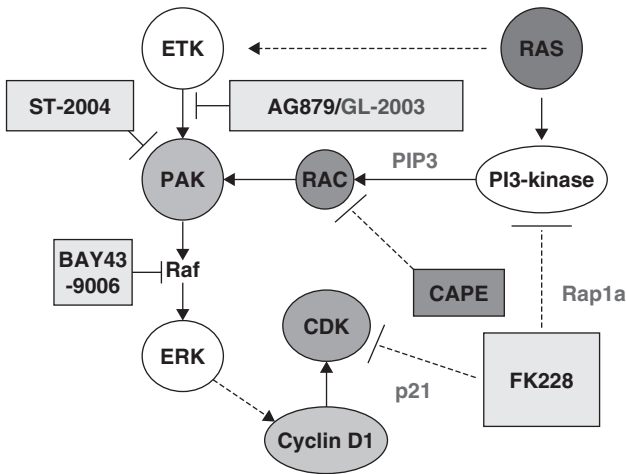 ETK
RAS
ST-2004
AG879/GL-2003
PIP3
PAK
RAC
PI3-kinase
BAY43
-9006
Raf
CAPE
Rap1a
CDK
ERK
p21
FK228
Cyclin D1